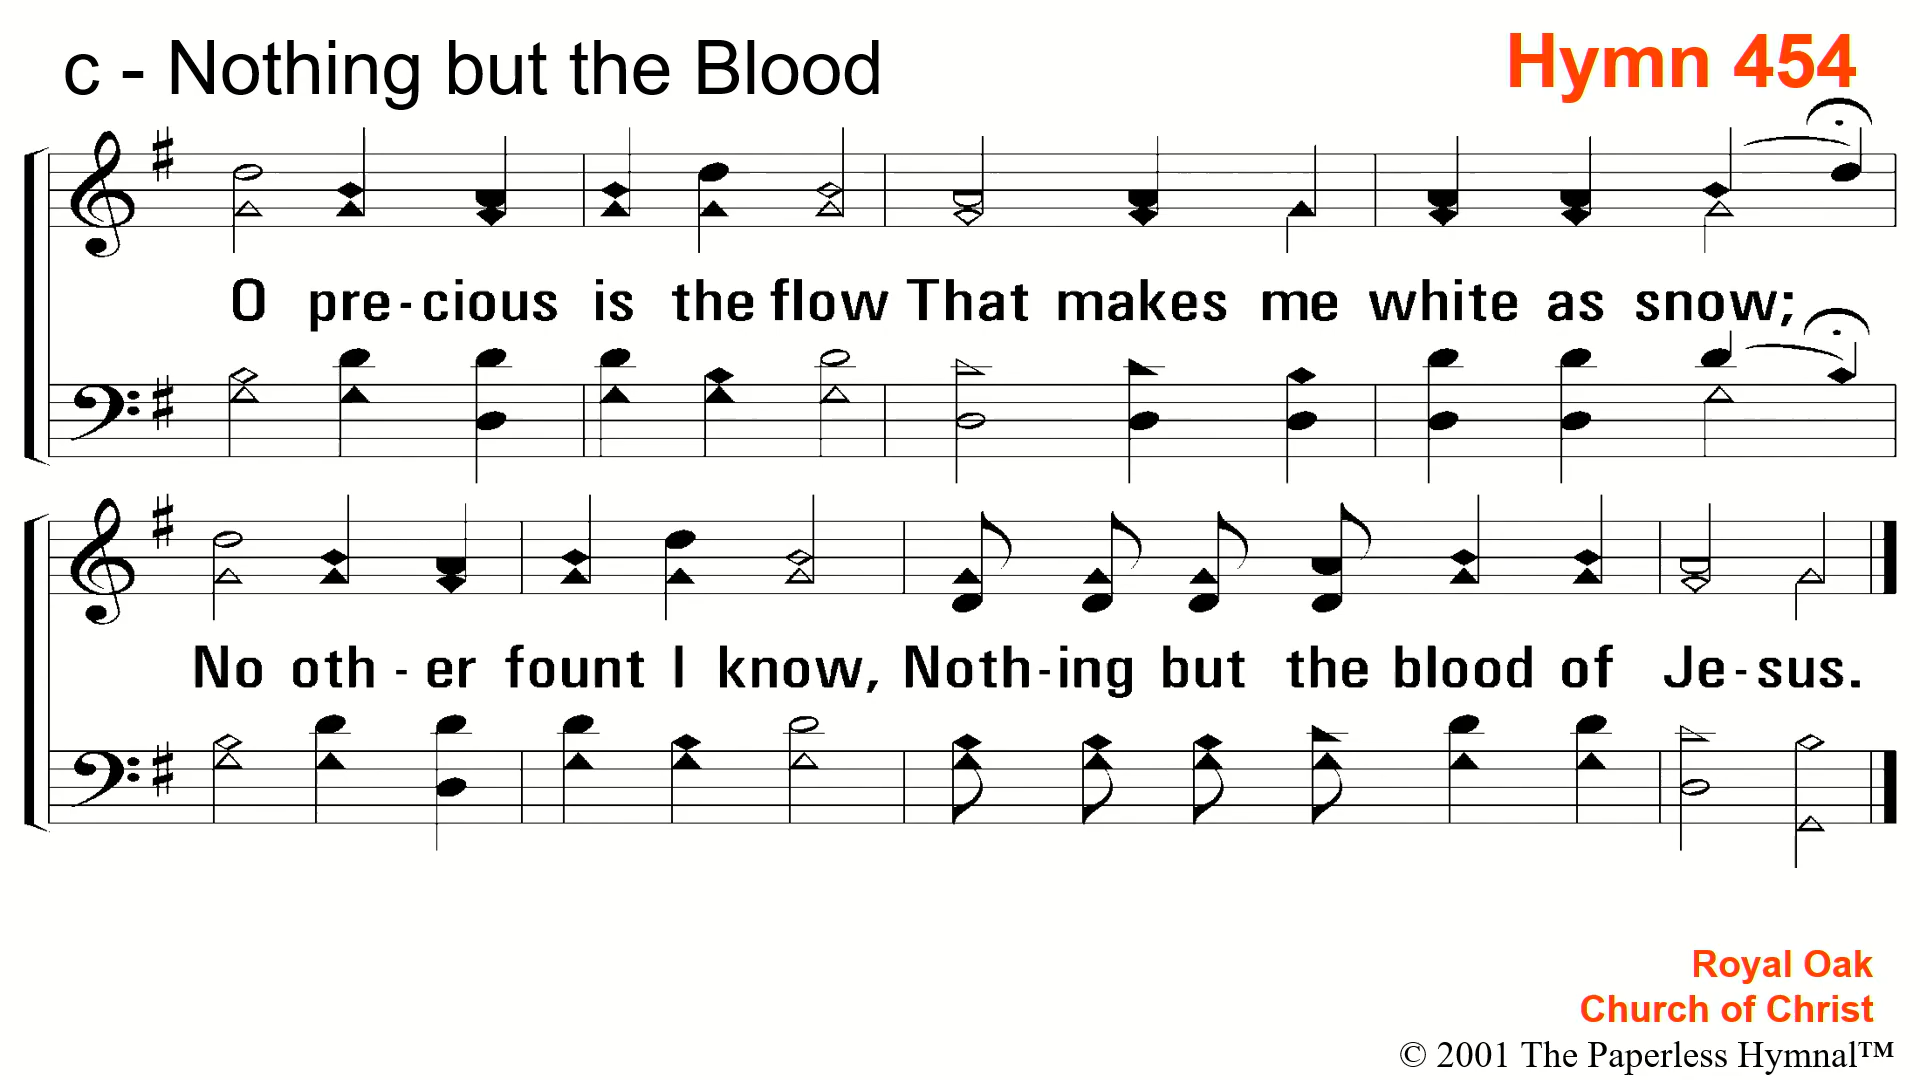 c - Nothing but the Blood
Hymn 454
O pre-cious is the flow That makes me white as snow;
No oth-er fount I know, Noth-ing but the blood of Je-sus.
Royal Oak
Church of Christ
© 2001 The Paperless Hymnal™